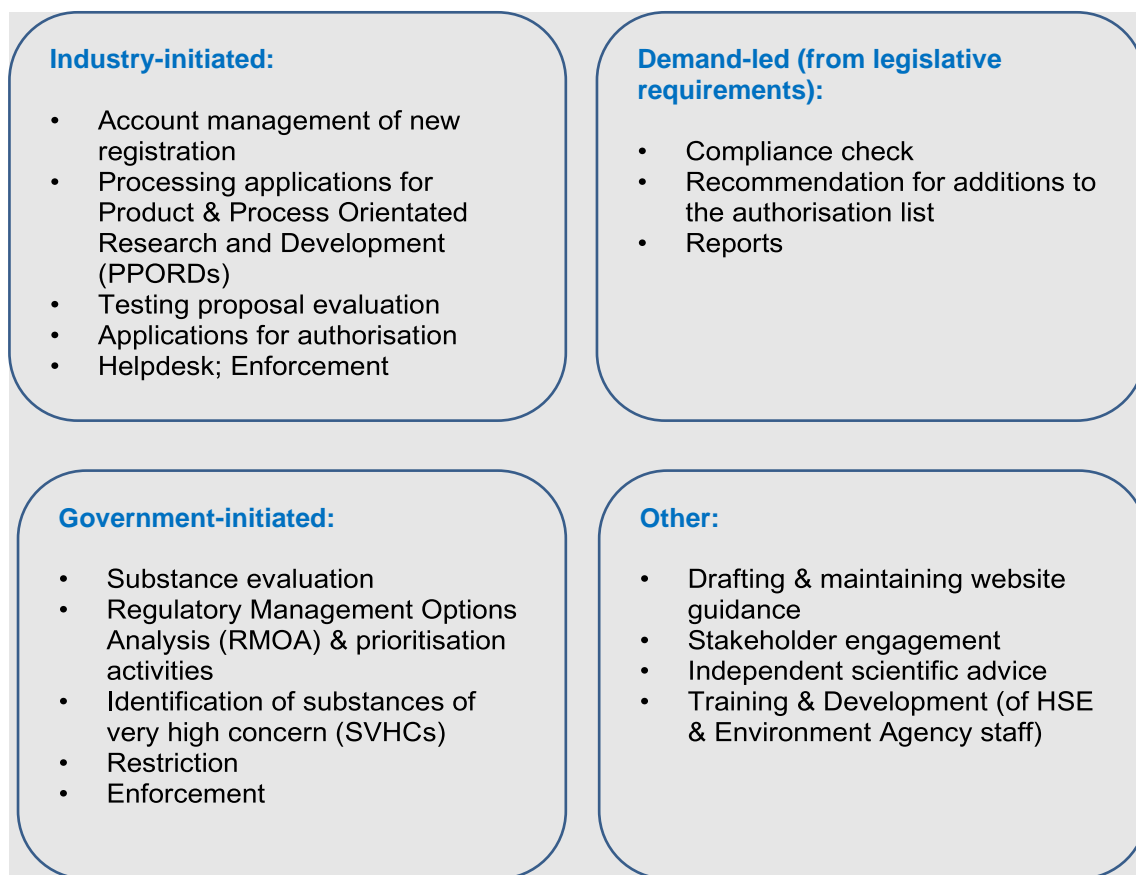 Industry-initiated:
• Account management of new
registration
• Processing applications for
Product & Process Orientated
Research and Development
(PPORDs)
• Testing proposal evaluation
• Applications for authorisation
• Helpdesk; Enforcement
Demand-led (from legislative
requirements):
• Compliance check
• Recommendation for additions to
the authorisation list
• Reports
Government-initiated:
• Substance evaluation
• Regulatory Management Options
Analysis (RMOA) & prioritisation
activities
• Identification of substances of
very high concern (SVHCs)
• Restriction
• Enforcement
Other:
• Drafting & maintaining website
guidance
• Stakeholder engagement
• Independent scientific advice
• Training & Development (of HSE
& Environment Agency staff)